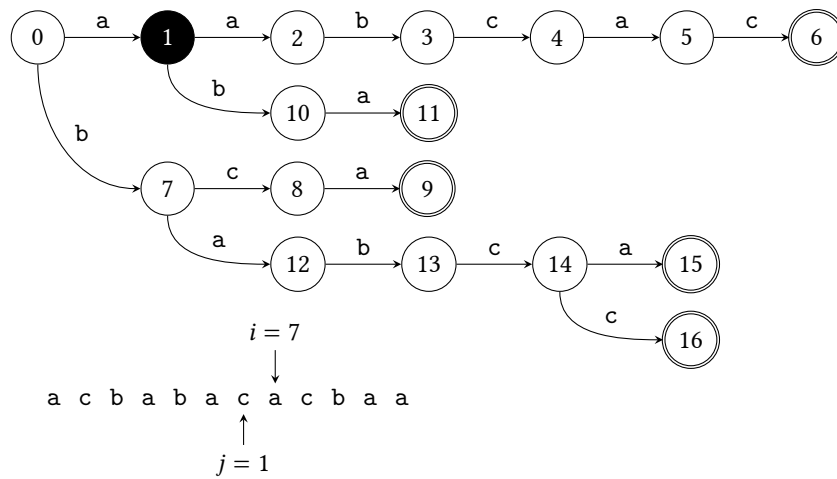 0 a 1 a 2 b 3 c 4 a 5 c 6
b 10 a 11
b
7 c 8 a 9
a 12 b 13 c 14 a 15
c 16
i = 7
a c b a b a c a c b a a
j = 1